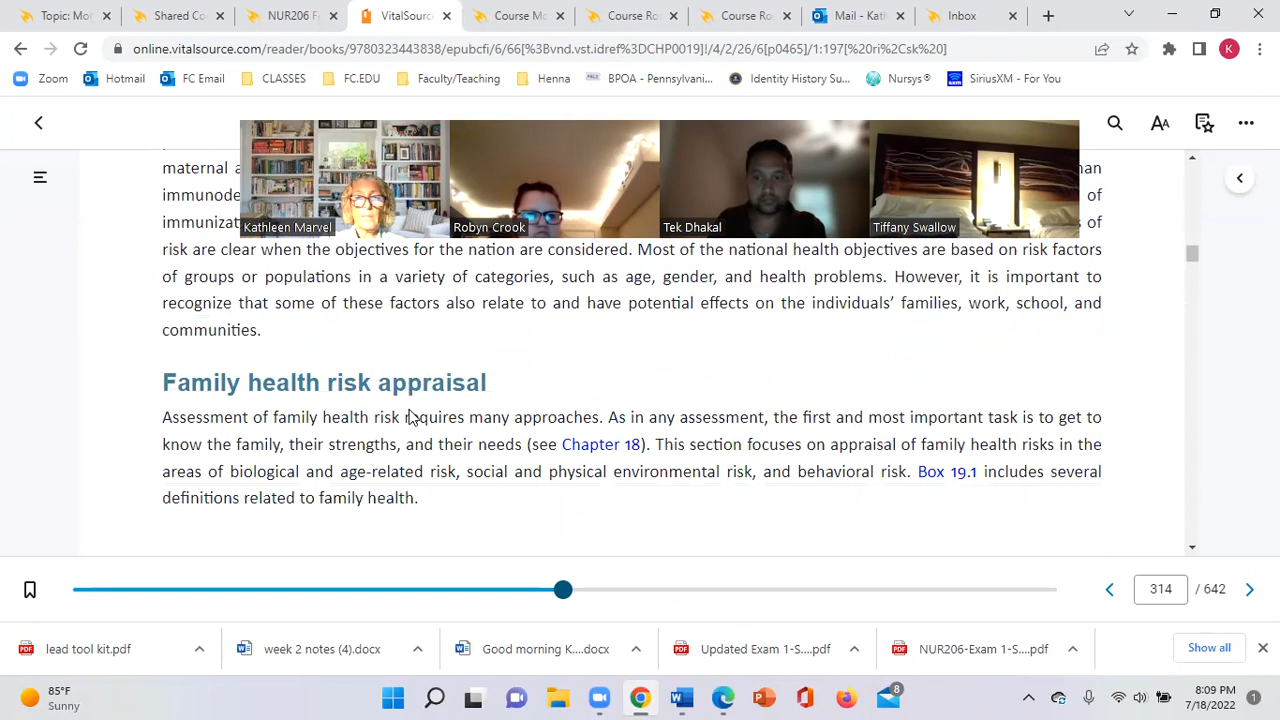 Topic: Mo
Shared Co
NUR206 F
VitalSource
Course Mo
Course Ros
Course Ro
Mail - Kath
Inbox
online.vitalsource.com/reader/books/9780323443838/epubcfi/6/66[%3Bvnd.vst.idref%3DCHP0019]!/4/2/26/6[p0465]/1:197[%20ri%2Csk%20]
K
Zoom
Hotmail
FC Email
CLASSES
FC.EDU
Faculty/Teaching
Henna
BPOA - Pennsylvani...
Identity History Su...
Nursys®
SiriusXM - For You
Kathleen Marvel
Robyn Crook
Tek Dhakal
Tiffany Swallow
maternal a
an
immunode
of
immunizat
s of
risk are clear when the objectives for the nation are considered. Most of the national health objectives are based on risk factors
of groups or populations in a variety of categories, such as age, gender, and health problems. However, it is important to
recognize that some of these factors also relate to and have potential effects on the individuals' families, work, school, and
communities.
Family health risk appraisal
Assessment of family health risk requires many approaches. As in any assessment, the first and most important task is to get to
know the family, their strengths, and their needs (see Chapter 18). This section focuses on appraisal of family health risks in the
areas of biological and age-related risk, social and physical environmental risk, and behavioral risk. Box 19.1 includes several
definitions related to family health.
314 / 642
lead tool kit.pdf
week 2 notes (4).docx
Good morning K....docx
Updated Exam 1-S....pdf
NUR206-Exam 1-S....pdf
Show all
85°F
Sunny
8
8:09 PM
7/18/2022
1